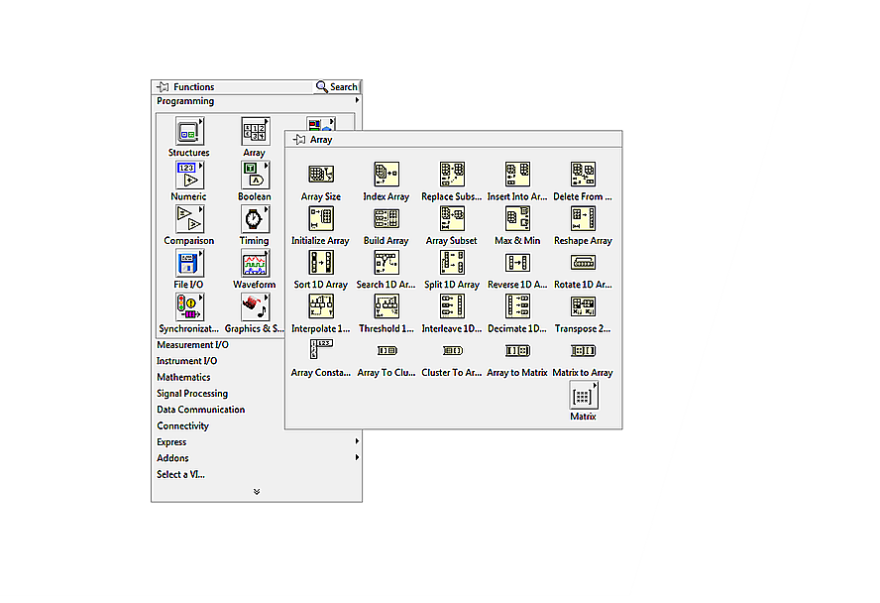 Functions Search
Programming
Structures Array
Numeric Boolean
Comparison Timing
File I/O Waveform
Synchronizat... Graphics & S...
Measurement I/O
Instrument I/O
Mathematics
Signal Processing
Data Communication
Connectivity
Express
Addons
Select a VI...
Array
Array Size Index Array Replace Subs... Insert Into Ar... Delete From ...
Initialize Array Build Array Array Subset Max & Min Reshape Array
Sort 1D Array Search 1D Ar... Split 1D Array Reverse 1D A... Rotate 1D Ar...
Interpolate 1... Threshold 1... Interleave 1D... Decimate 1D... Transpose 2...
Array Consta... Array To Clu... Cluster To Ar... Array to Matrix Matrix to Array
Matrix